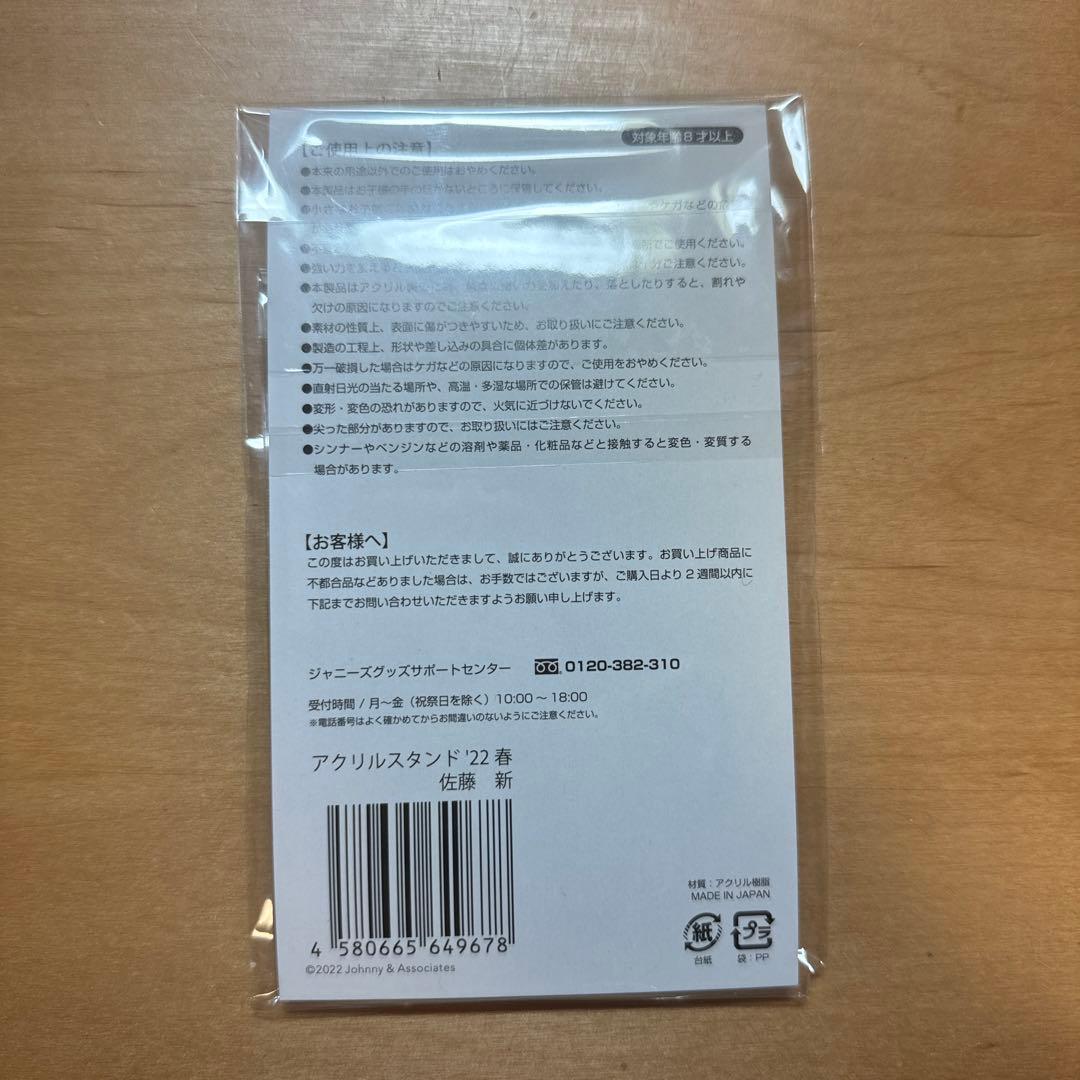 対象年齢8才以上
【ご使用上の注意】
●本来の用途以外でのご使用はおやめください。
●本製品はお子様の手の届かないところに保管してください。
●小さなお子様
ケガなどの
所でご使用ください。
●強い力を加えると
分ご注意ください。
●本製品はアクリル
加えたり、落としたりすると、割れや
欠けの原因になりますのでご注意ください。
●素材の性質上、表面に傷がつきやすいため、お取り扱いにご注意ください。
●製造の工程上、形状や差し込みの具合に個体差があります。
●万一破損した場合はケガなどの原因になりますので、ご使用をおやめください。
●直射日光の当たる場所や、高温・多湿な場所での保管は避けてください。
●変形・変色の恐れがありますので、火気に近づけないでください。
●尖った部分がありますので、お取り扱いにはご注意ください。
●シンナーやベンジンなどの溶剤や薬品・化粧品などと接触すると変色・変質する
場合があります。
【お客様へ】
この度はお買い上げいただきまして、誠にありがとうございます。お買い上げ商品に
不都合品などありました場合は、お手数ではございますが、ご購入日より2週間以内に
下記までお問い合わせいただきますようお願い申し上げます。
ジャニーズグッズサポートセンター 0120-382-310
受付時間 / 月〜金（祝祭日を除く）10:00 〜 18:00
※電話番号はよく確かめてからお間違いのないようにご注意ください。
アクリルスタンド '22 春
佐藤 新
4 580665 649678
©2022 Johnny & Associates
材質：アクリル樹脂
MADE IN JAPAN
紙 プラ
台紙 袋：PP